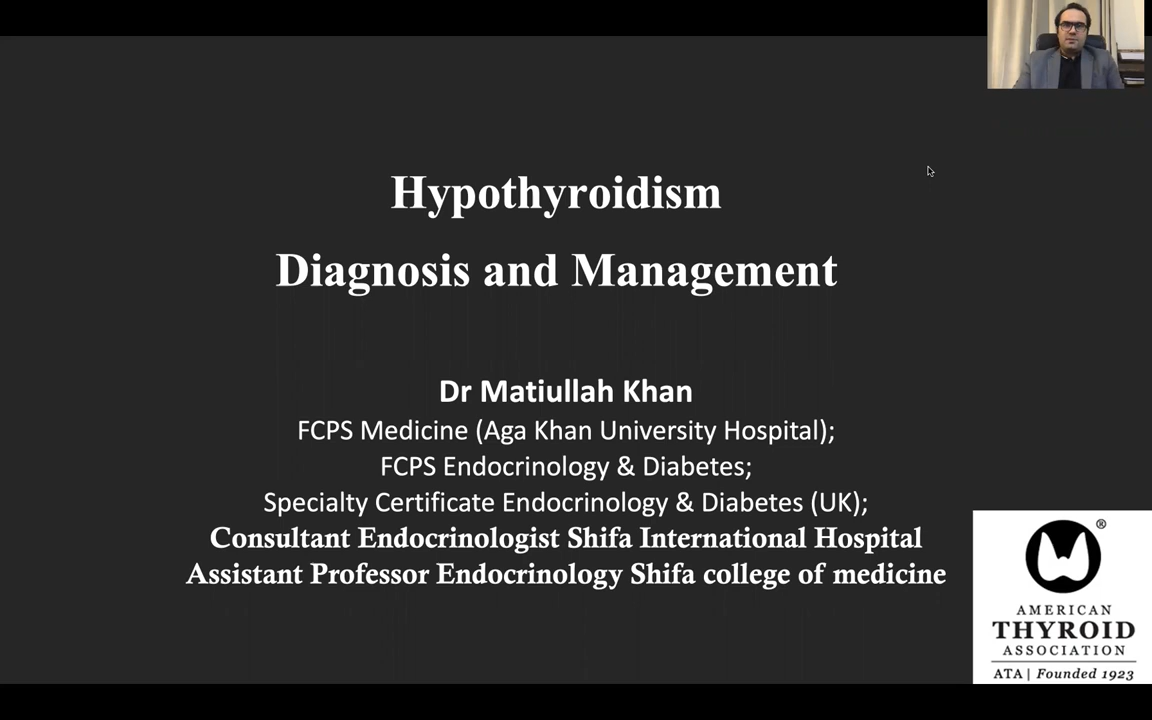 Hypothyroidism
Diagnosis and Management
Dr Matiullah Khan
FCPS Medicine (Aga Khan University Hospital);
FCPS Endocrinology & Diabetes;
Specialty Certificate Endocrinology & Diabetes (UK);
Consultant Endocrinologist Shifa International Hospital
Assistant Professor Endocrinology Shifa college of medicine
®
AMERICAN
THYROID
ASSOCIATION
ATA | Founded 1923